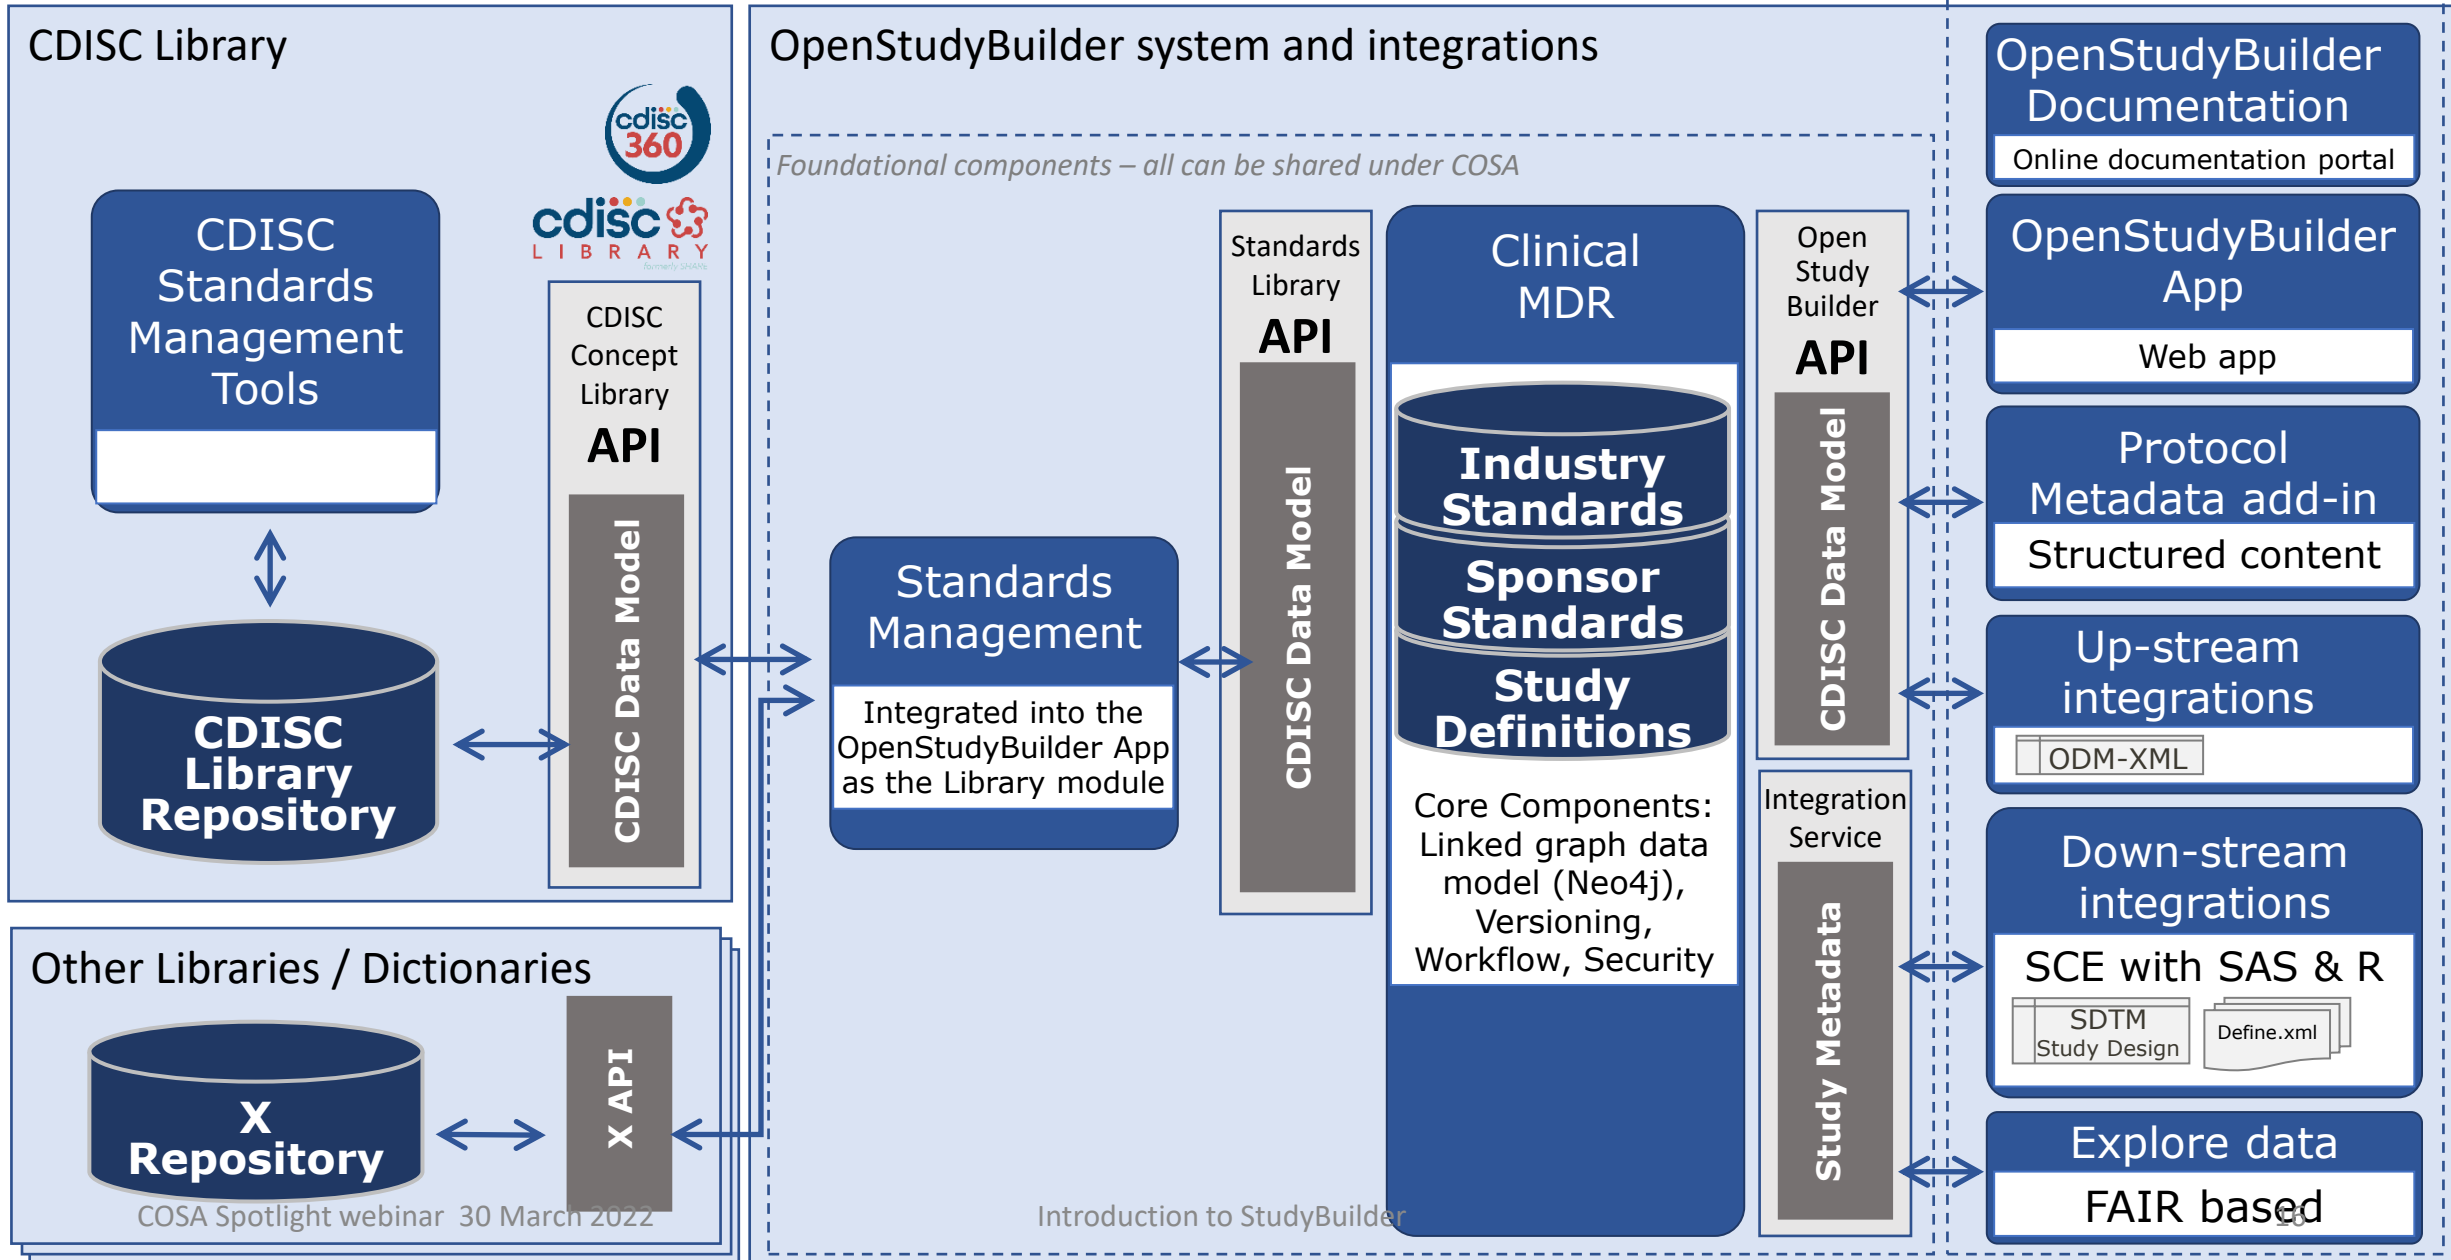 CDISC Library
cdisc
360
cdisc
LIBRARY
formerly SHARE
CDISC
Standards
Management
Tools
CDISC
Concept
Library
API
CDISC Data Model
CDISC
Library
Repository
Other Libraries / Dictionaries
X
Repository
X API
COSA Spotlight webinar 30 March 2022
OpenStudyBuilder system and integrations
Foundational components – all can be shared under COSA
Standards
Management
Integrated into the
OpenStudyBuilder App
as the Library module
Standards
Library
API
CDISC Data Model
Clinical
MDR
Industry
Standards
Sponsor
Standards
Study
Definitions
Core Components:
Linked graph data
model (Neo4j),
Versioning,
Workflow, Security
Introduction to StudyBuilder
Open
Study
Builder
API
CDISC Data Model
Integration
Service
Study Metadata
OpenStudyBuilder
Documentation
Online documentation portal
OpenStudyBuilder
App
Web app
Protocol
Metadata add-in
Structured content
Up-stream
integrations
ODM-XML
Down-stream
integrations
SCE with SAS & R
SDTM
Study Design
Define.xml
Explore data
FAIR based
16